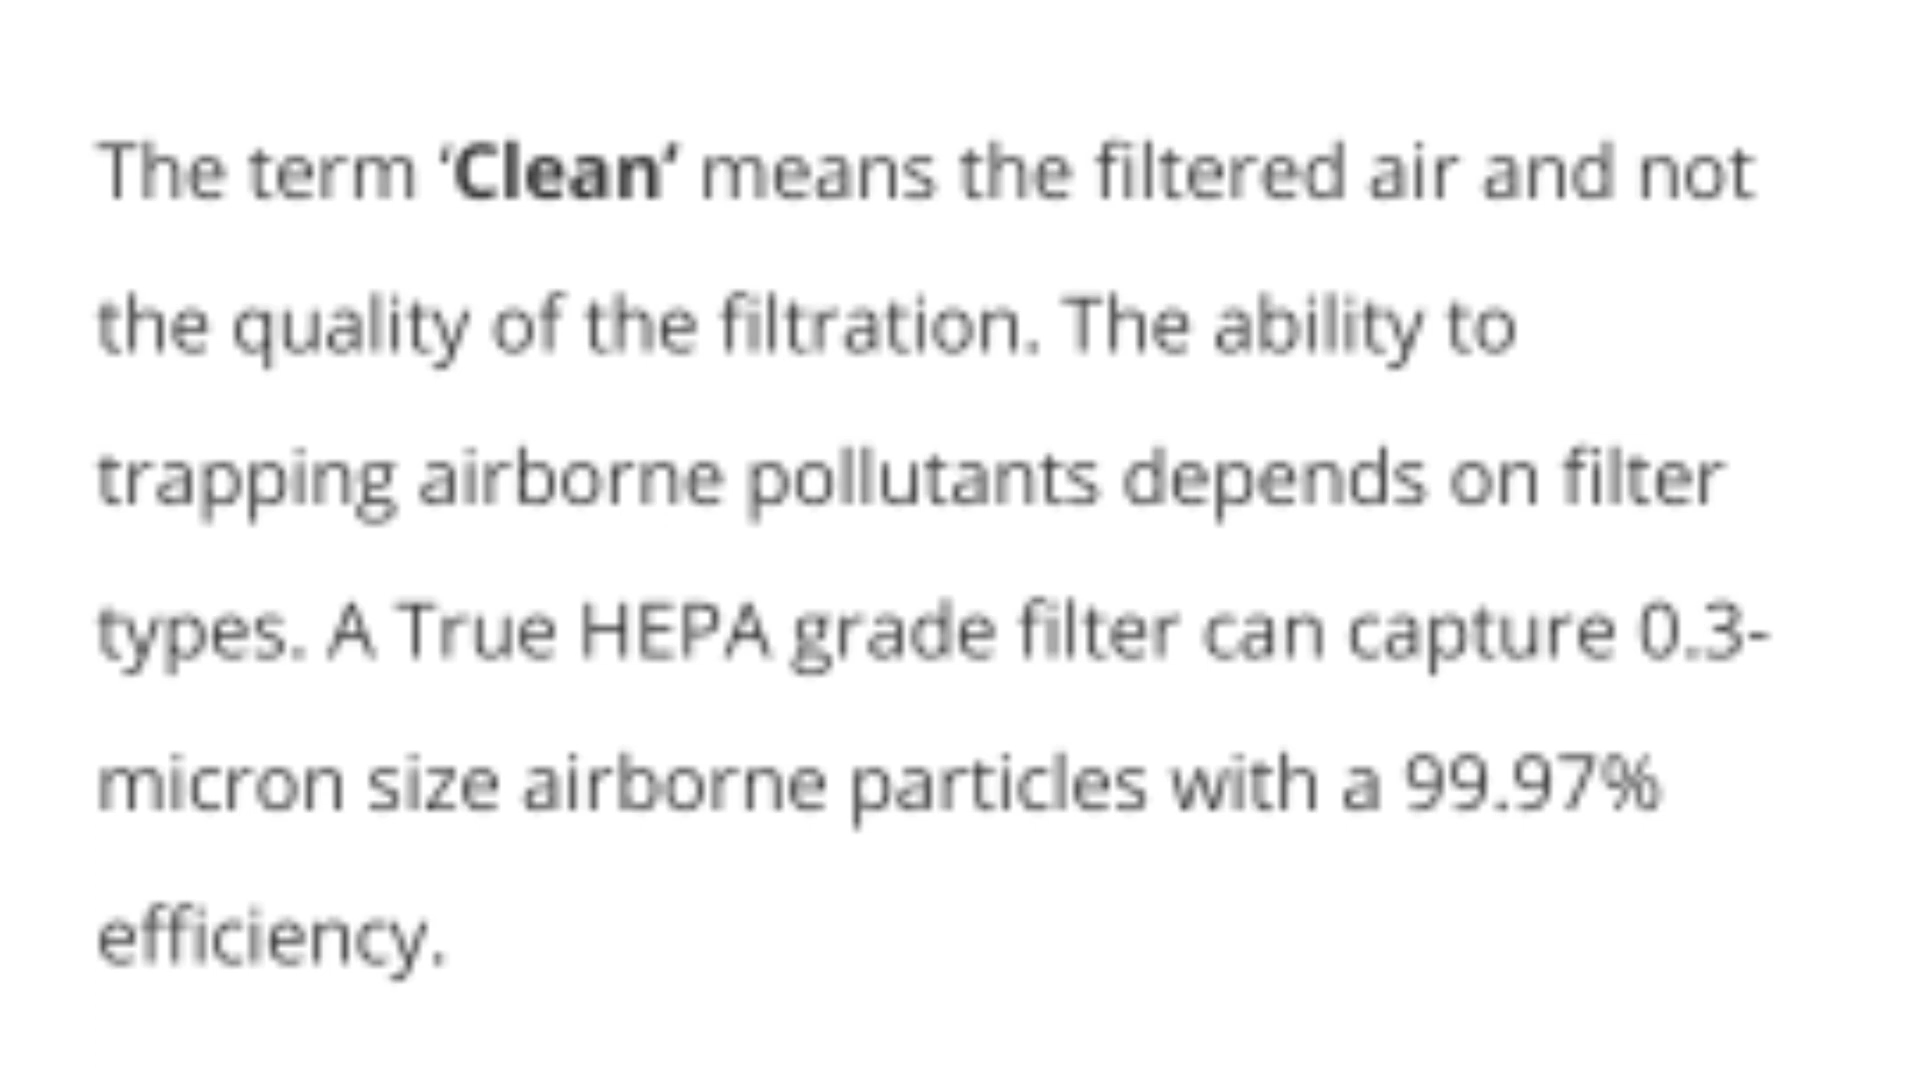 The term ‘Clean‘ means the filtered air and not
the quality of the filtration. The ability to
trapping airborne pollutants depends on filter
types. A True HEPA grade filter can capture 0.3-
micron size airborne particles with a 99.97%
efficiency.